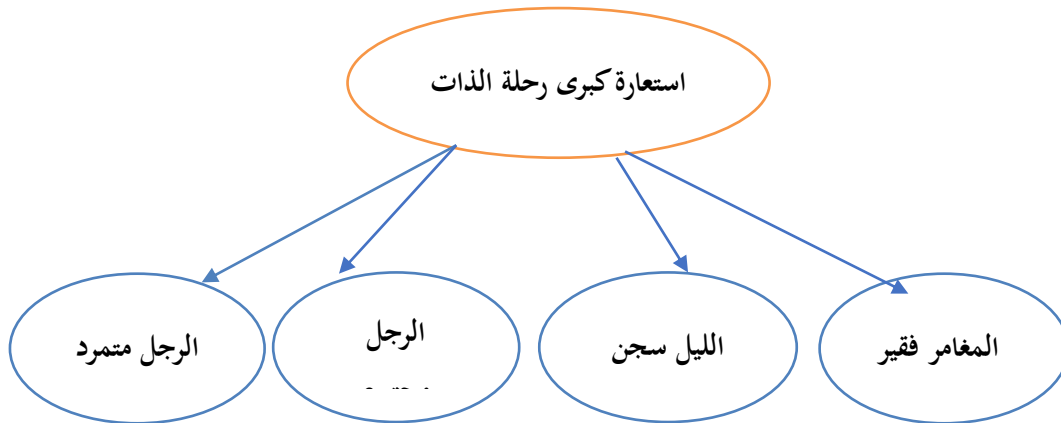 استعارة كبرى رحلة الذات
المغامر فقير
الليل سجن
الرجل
الرجل متمرد